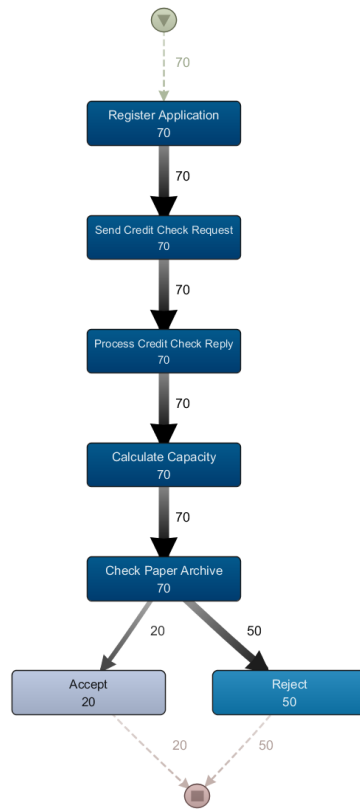 70
Register Application
70
70
Send Credit Check Request
70
70
Process Credit Check Reply
70
70
Calculate Capacity
70
70
Check Paper Archive
70
20 50
Accept Reject
20 50
20 50